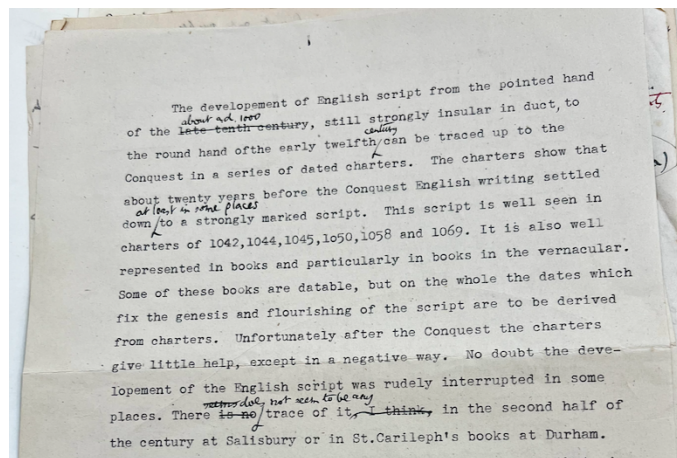 The developement of English script from the pointed hand
about a.d. 1000
of the late tenth century, still strongly insular in duct, to
century
the round hand ofthe early twelfth can be traced up to the
Conquest in a series of dated charters. The charters show that
about twenty years before the Conquest English writing settled
at least in some places
down to a strongly marked script. This script is well seen in
charters of 1042,1044,1045,1o50,1058 and 1069. It is also well
represented in books and particularly in books in the vernacular.
Some of these books are datable, but on the whole the dates which
fix the genesis and flourishing of the script are to be derived
from charters. Unfortunately after the Conquest the charters
give little help, except in a negative way. No doubt the deve-
lopement of the English script was rudely interrupted in some
does not seem to be any
places. There is no trace of it, I think, in the second half of
the century at Salisbury or in St.Carileph's books at Durham.